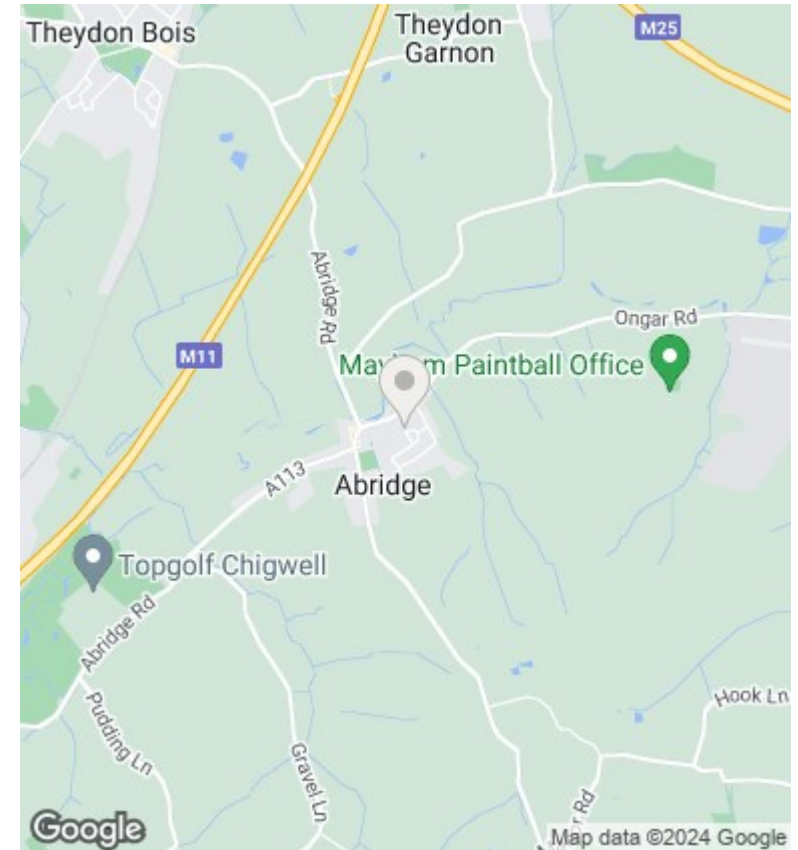 Theydon Bois
Theydon
Garnon
M25
Abridge Rd
Ongar Rd
M11
Paintball Office
A113
Abridge
Topgolf Chigwell
Abridge Rd
Pudding Ln
Gravel Ln
Hook Ln
Rd
Google
Map data ©2024 Google